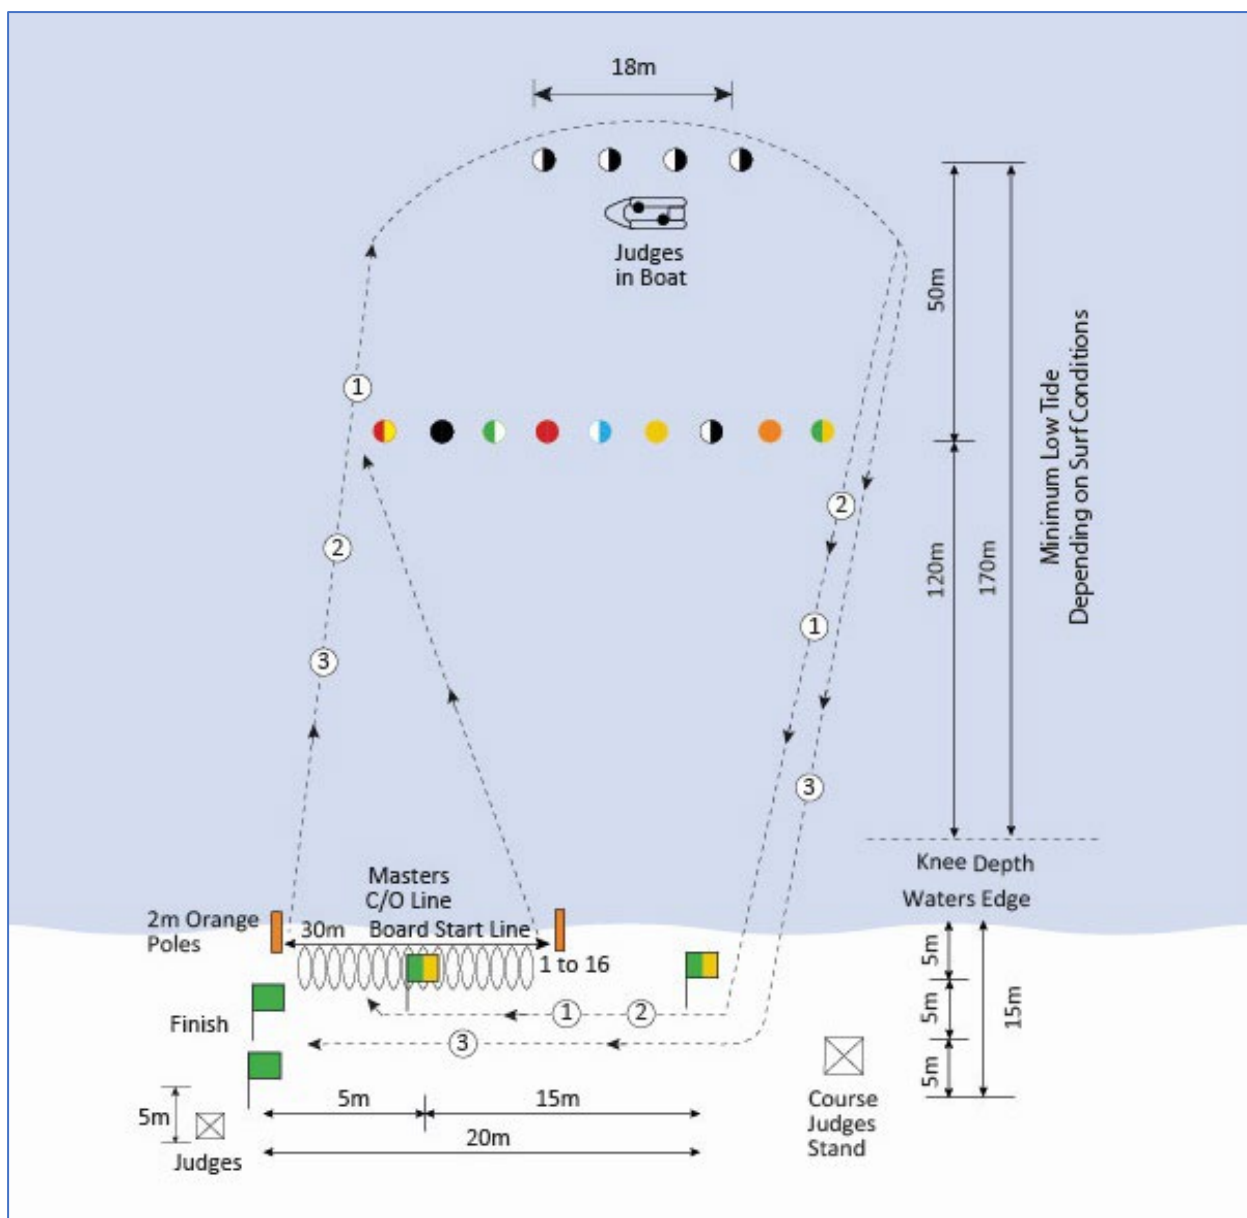 18m
Judges
in Boat
50m
1
Minimum Low Tide
Depending on Surf Conditions
2
2
120m
170m
1
3
3
Knee Depth
Masters
C/O Line
Waters Edge
2m Orange
Poles
30m
Board Start Line
1 to 16
5m
Finish
1
2
5m
15m
3
5m
5m
15m
5m
Course
Judges
Stand
20m
Judges